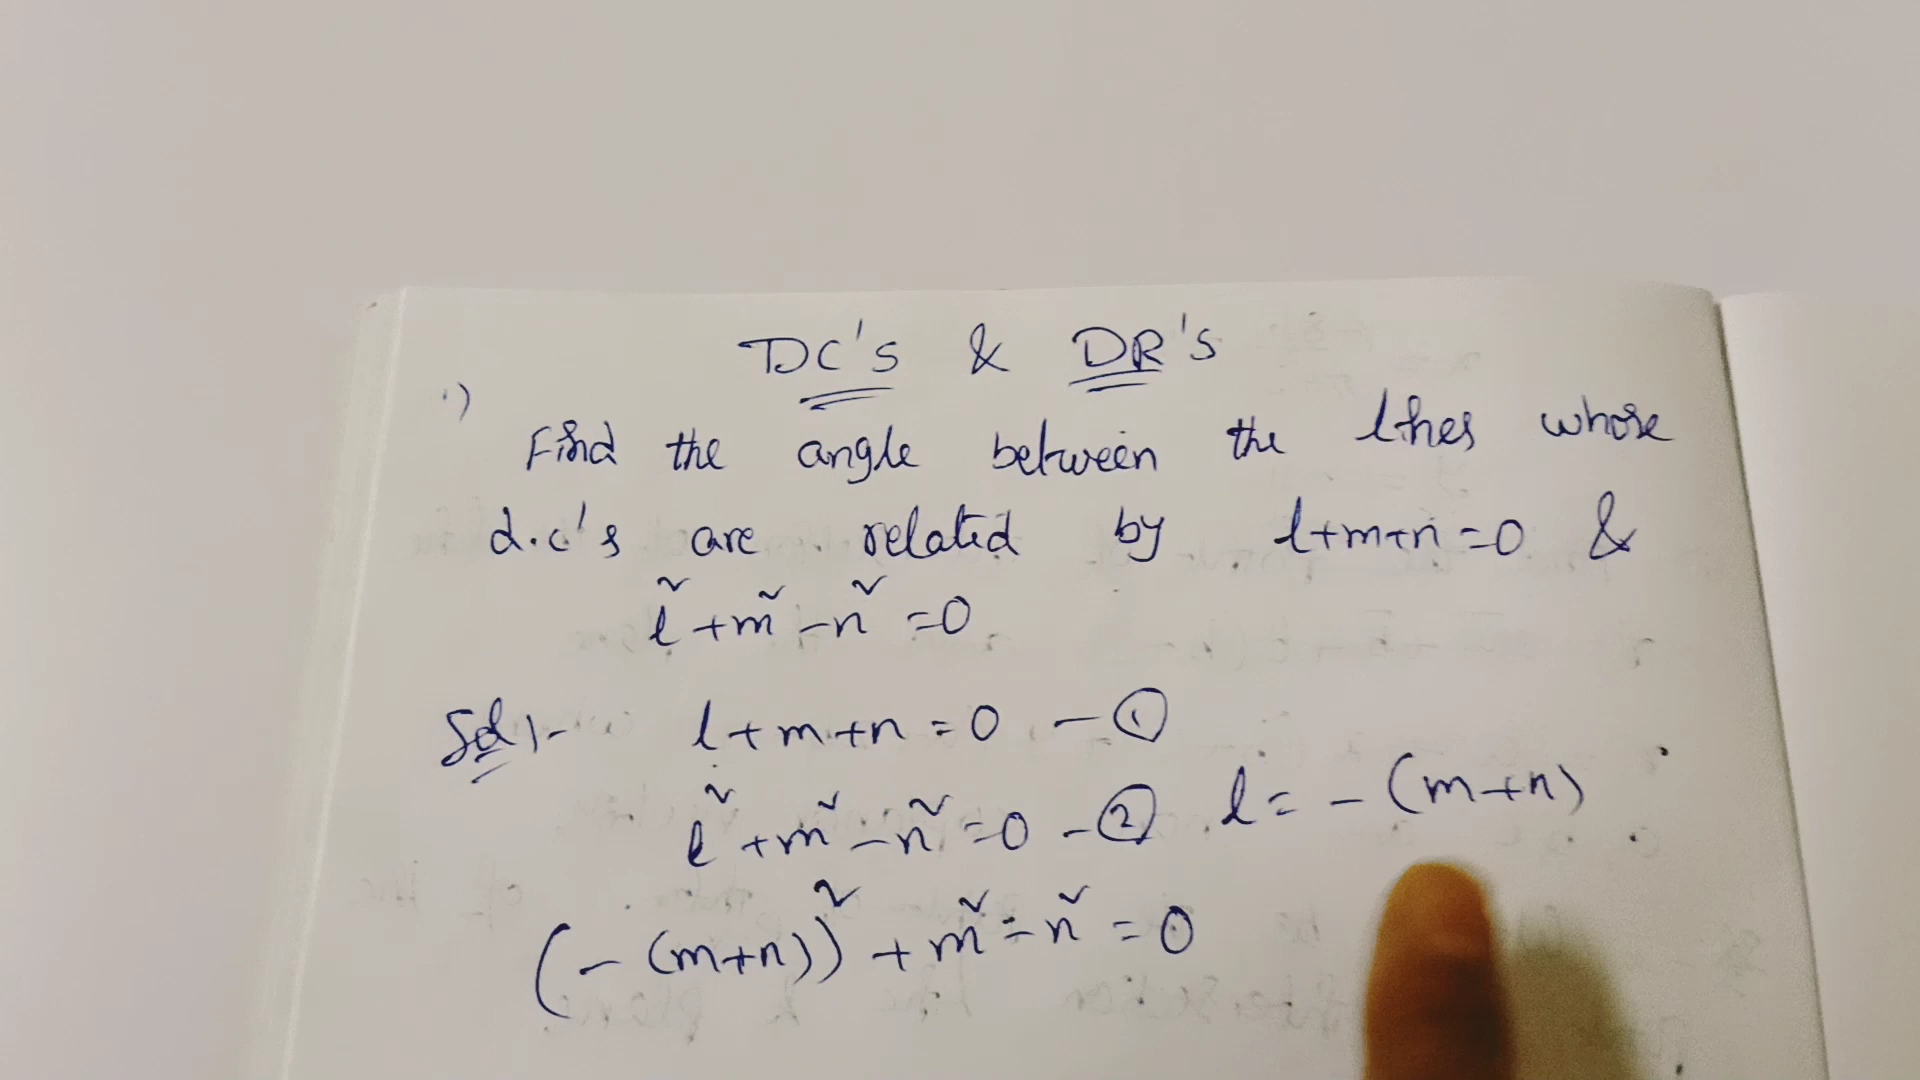 DC's & DR's
1)
Find the angle between the lines whose
d.c's are related by l+m+n=0 &
l²+m²-n²=0
Sol:- l+m+n=0 -①
l²+m²-n²=0 -② l=-(m+n)
(-(m+n))²+m²-n²=0